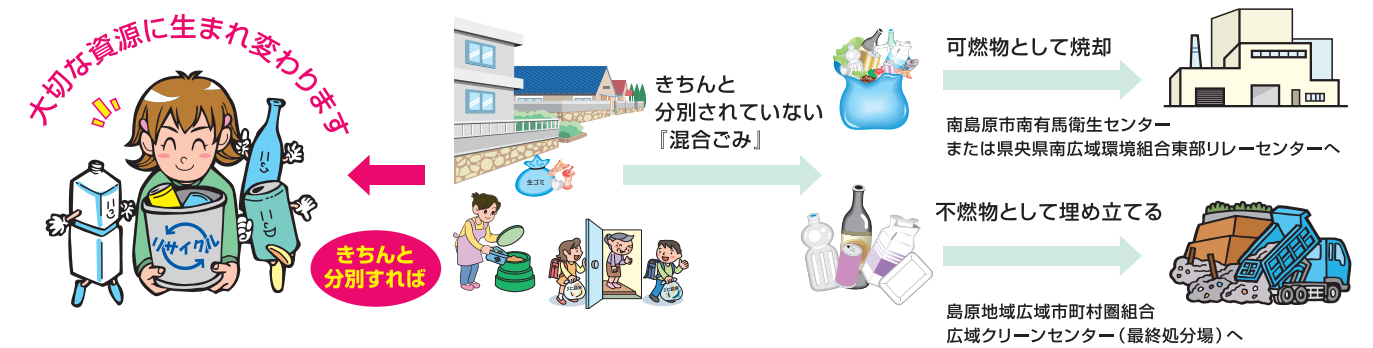 大切な資源に生まれ変わります
リサイクル
きちんと
分別すれば
生ゴミ
きちんと
分別されていない
『混合ごみ』
可燃物として焼却
南島原市南有馬衛生センター
または県央県南広域環境組合東部リレーセンターへ
不燃物として埋め立てる
島原地域広域市町村圏組合
広域クリーンセンター（最終処分場）へ